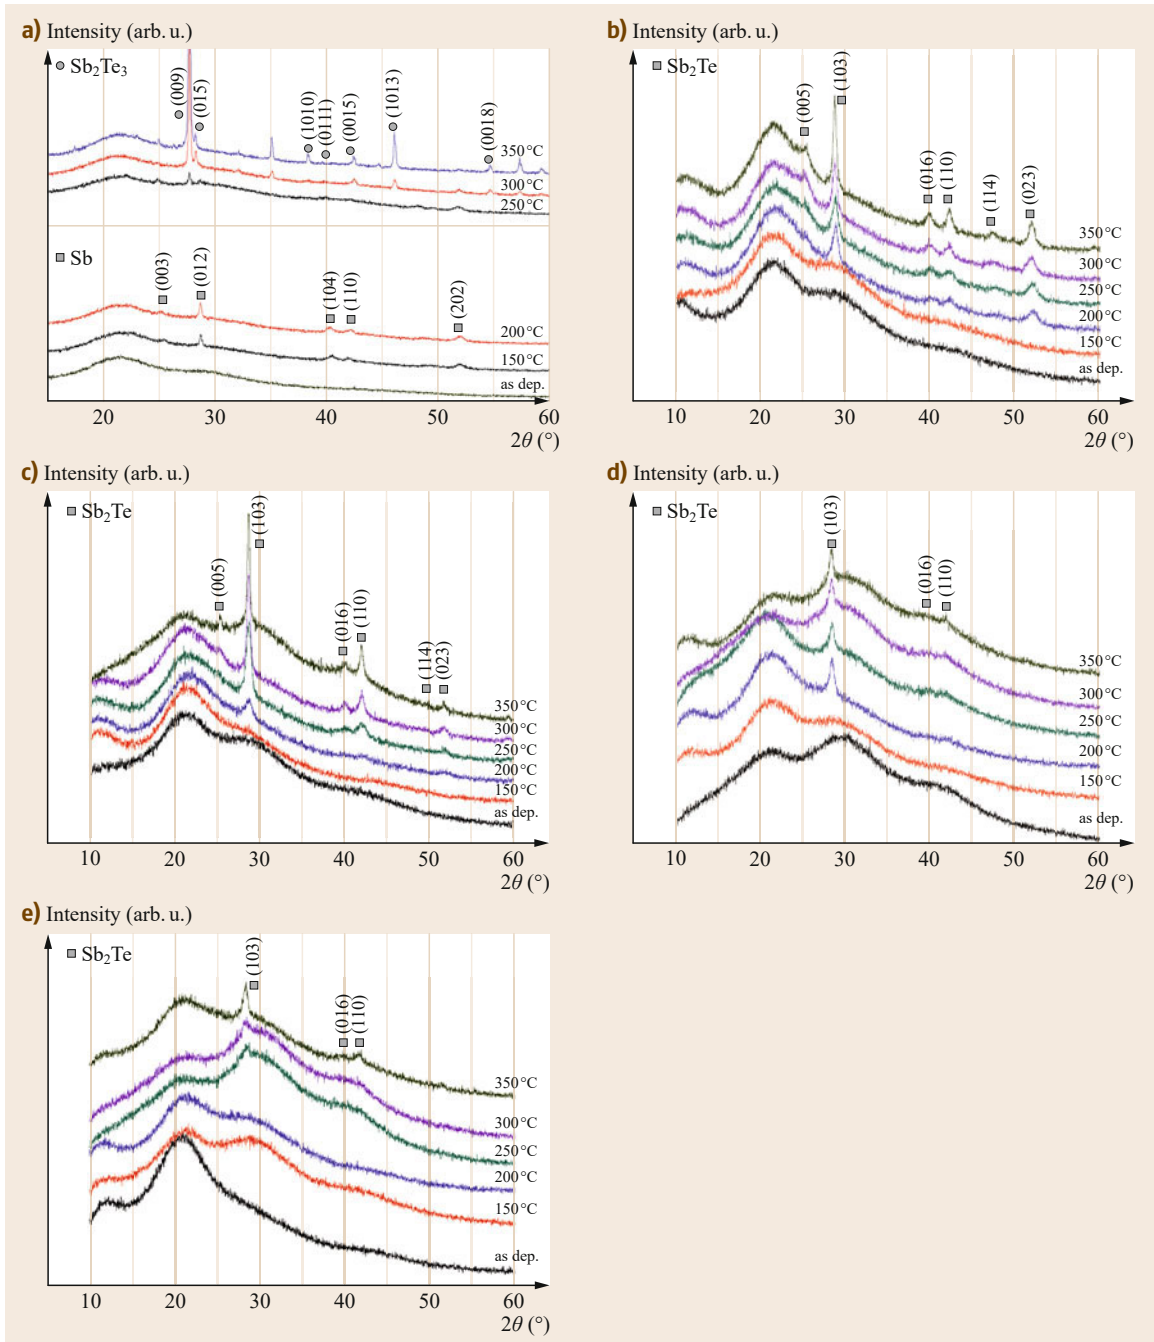 a) Intensity (arb. u.)
Sb₂Te₃
(009)
(015)
(1010)
(0111)
(0015)
(1013)
(0018)
350 °C
300 °C
250 °C
Sb
(003)
(012)
(104)
(110)
(202)
200 °C
150 °C
as dep.
20 30 40 50 60
2θ (°)
b) Intensity (arb. u.)
Sb₂Te
(005)
(103)
(016)
(110)
(114)
(023)
350 °C
300 °C
250 °C
200 °C
150 °C
as dep.
10 20 30 40 50 60
2θ (°)
c) Intensity (arb. u.)
Sb₂Te
(005)
(103)
(016)
(110)
(114)
(023)
350 °C
300 °C
250 °C
200 °C
150 °C
as dep.
10 20 30 40 50 60
2θ (°)
d) Intensity (arb. u.)
Sb₂Te
(103)
(016)
(110)
350 °C
300 °C
250 °C
200 °C
150 °C
as dep.
10 20 30 40 50 60
2θ (°)
e) Intensity (arb. u.)
Sb₂Te
(103)
(016)
(110)
350 °C
300 °C
250 °C
200 °C
150 °C
as dep.
10 20 30 40 50 60
2θ (°)